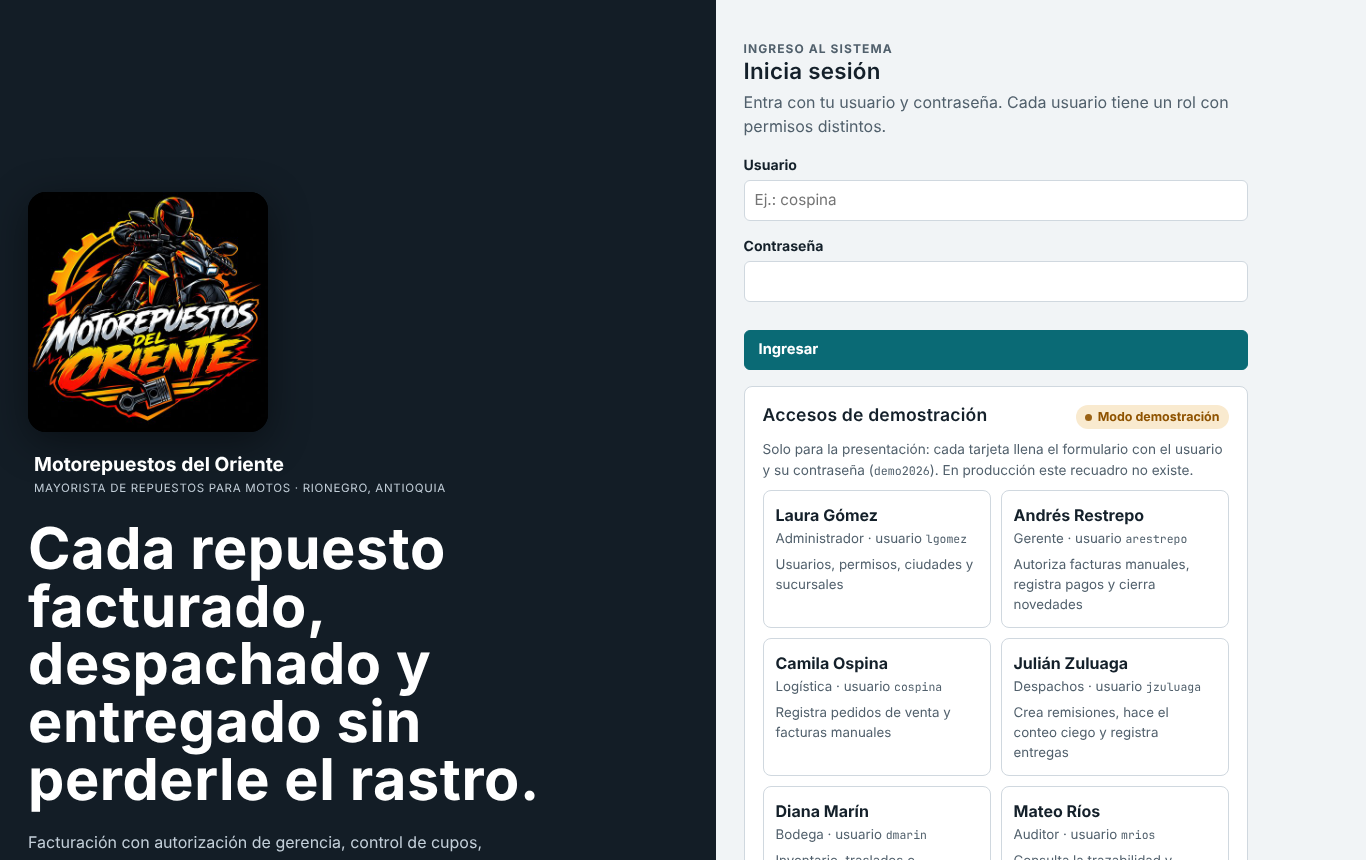 MOTOREPUESTOS
DEL
ORIENTE
Motorepuestos del Oriente
MAYORISTA DE REPUESTOS PARA MOTOS · RIONEGRO, ANTIOQUIA
Cada repuesto
facturado,
despachado y
entregado sin
perderle el rastro.
Facturación con autorización de gerencia, control de cupos,
INGRESO AL SISTEMA
Inicia sesión
Entra con tu usuario y contraseña. Cada usuario tiene un rol con
permisos distintos.
Usuario
Ej.: cospina
Contraseña
Ingresar
Accesos de demostración
Modo demostración
Solo para la presentación: cada tarjeta llena el formulario con el usuario
y su contraseña (demo2026). En producción este recuadro no existe.
Laura Gómez
Administrador · usuario lgomez
Usuarios, permisos, ciudades y
sucursales
Andrés Restrepo
Gerente · usuario arestrepo
Autoriza facturas manuales,
registra pagos y cierra
novedades
Camila Ospina
Logística · usuario cospina
Registra pedidos de venta y
facturas manuales
Julián Zuluaga
Despachos · usuario jzuluaga
Crea remisiones, hace el
conteo ciego y registra
entregas
Diana Marín
Bodega · usuario dmarin
Inventario, traslados e
Mateo Ríos
Auditor · usuario mrios
Consulta la trazabilidad y